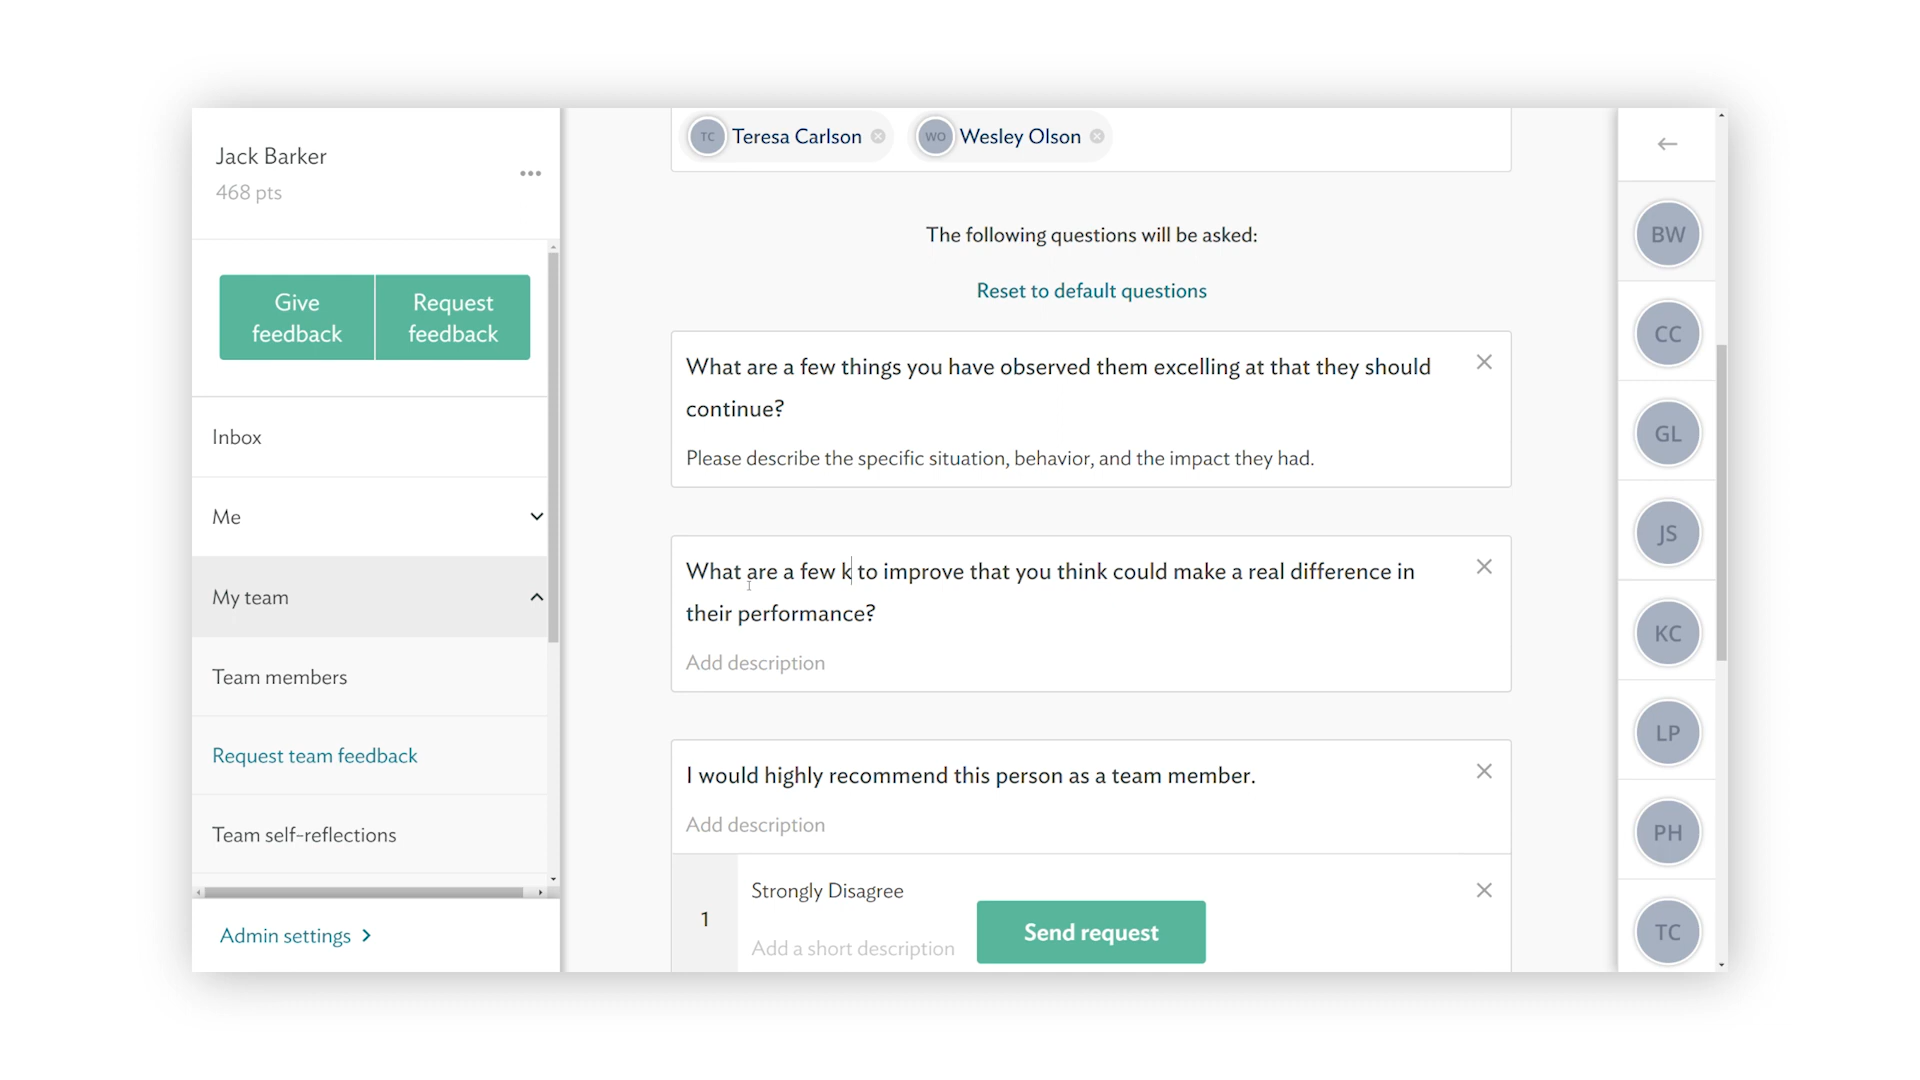 Jack Barker
468 pts
Give
feedback
Request
feedback
Inbox
Me
My team
Team members
Request team feedback
Team self-reflections
Admin settings
TC Teresa Carlson
WO Wesley Olson
The following questions will be asked:
Reset to default questions
What are a few things you have observed them excelling at that they should
continue?
Please describe the specific situation, behavior, and the impact they had.
What are a few k to improve that you think could make a real difference in
their performance?
Add description
I would highly recommend this person as a team member.
Add description
1
Strongly Disagree
Add a short description
Send request
BW
CC
GL
JS
KC
LP
PH
TC